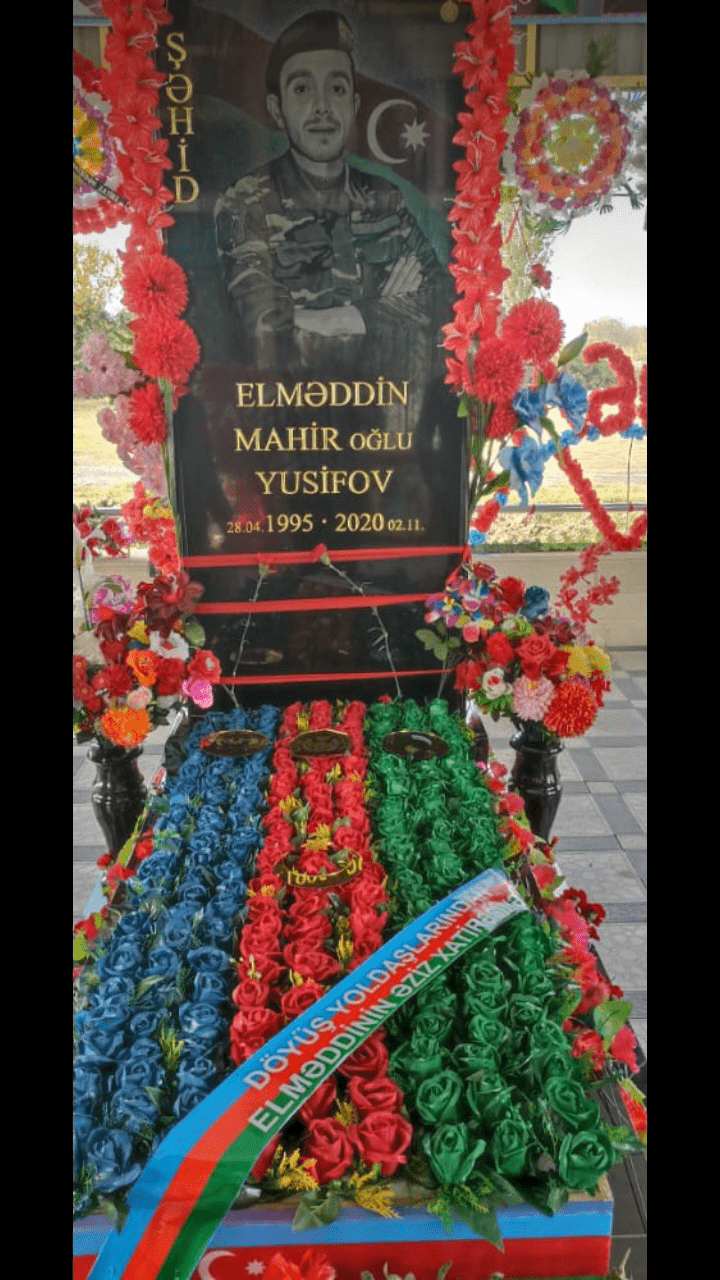 ŞƏHİD
ELMƏDDİN
MAHİR OĞLU
YUSİFOV
28.04.1995 · 2020 02.11.
DÖYÜŞ YOLDAŞLARINDAN
ELMƏDDİNİN ƏZİZ XATİRƏSİNƏ